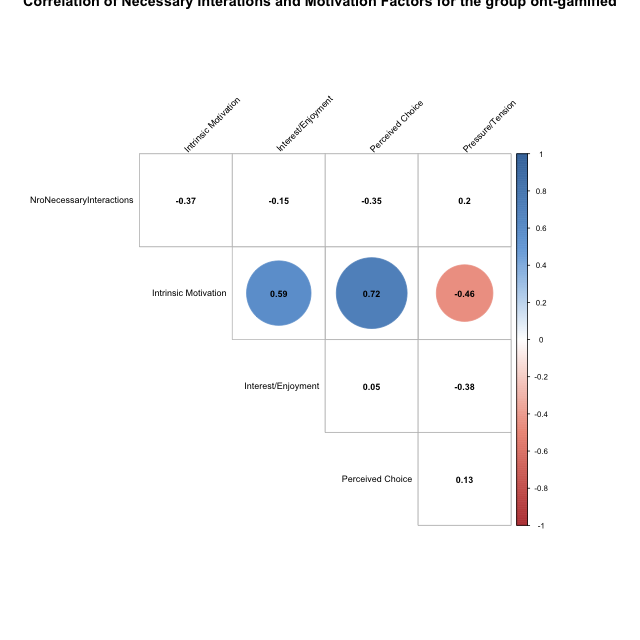 Correlation of Necessary Interations and Motivation Factors for the group ont-gamified
Intrinsic Motivation
Interest/Enjoyment
Perceived Choice
Pressure/Tension
NroNecessaryInteractions
-0.37
-0.15
-0.35
0.2
Intrinsic Motivation
0.59
0.72
-0.46
Interest/Enjoyment
0.05
-0.38
Perceived Choice
0.13
1
0.8
0.6
0.4
0.2
0
-0.2
-0.4
-0.6
-0.8
-1